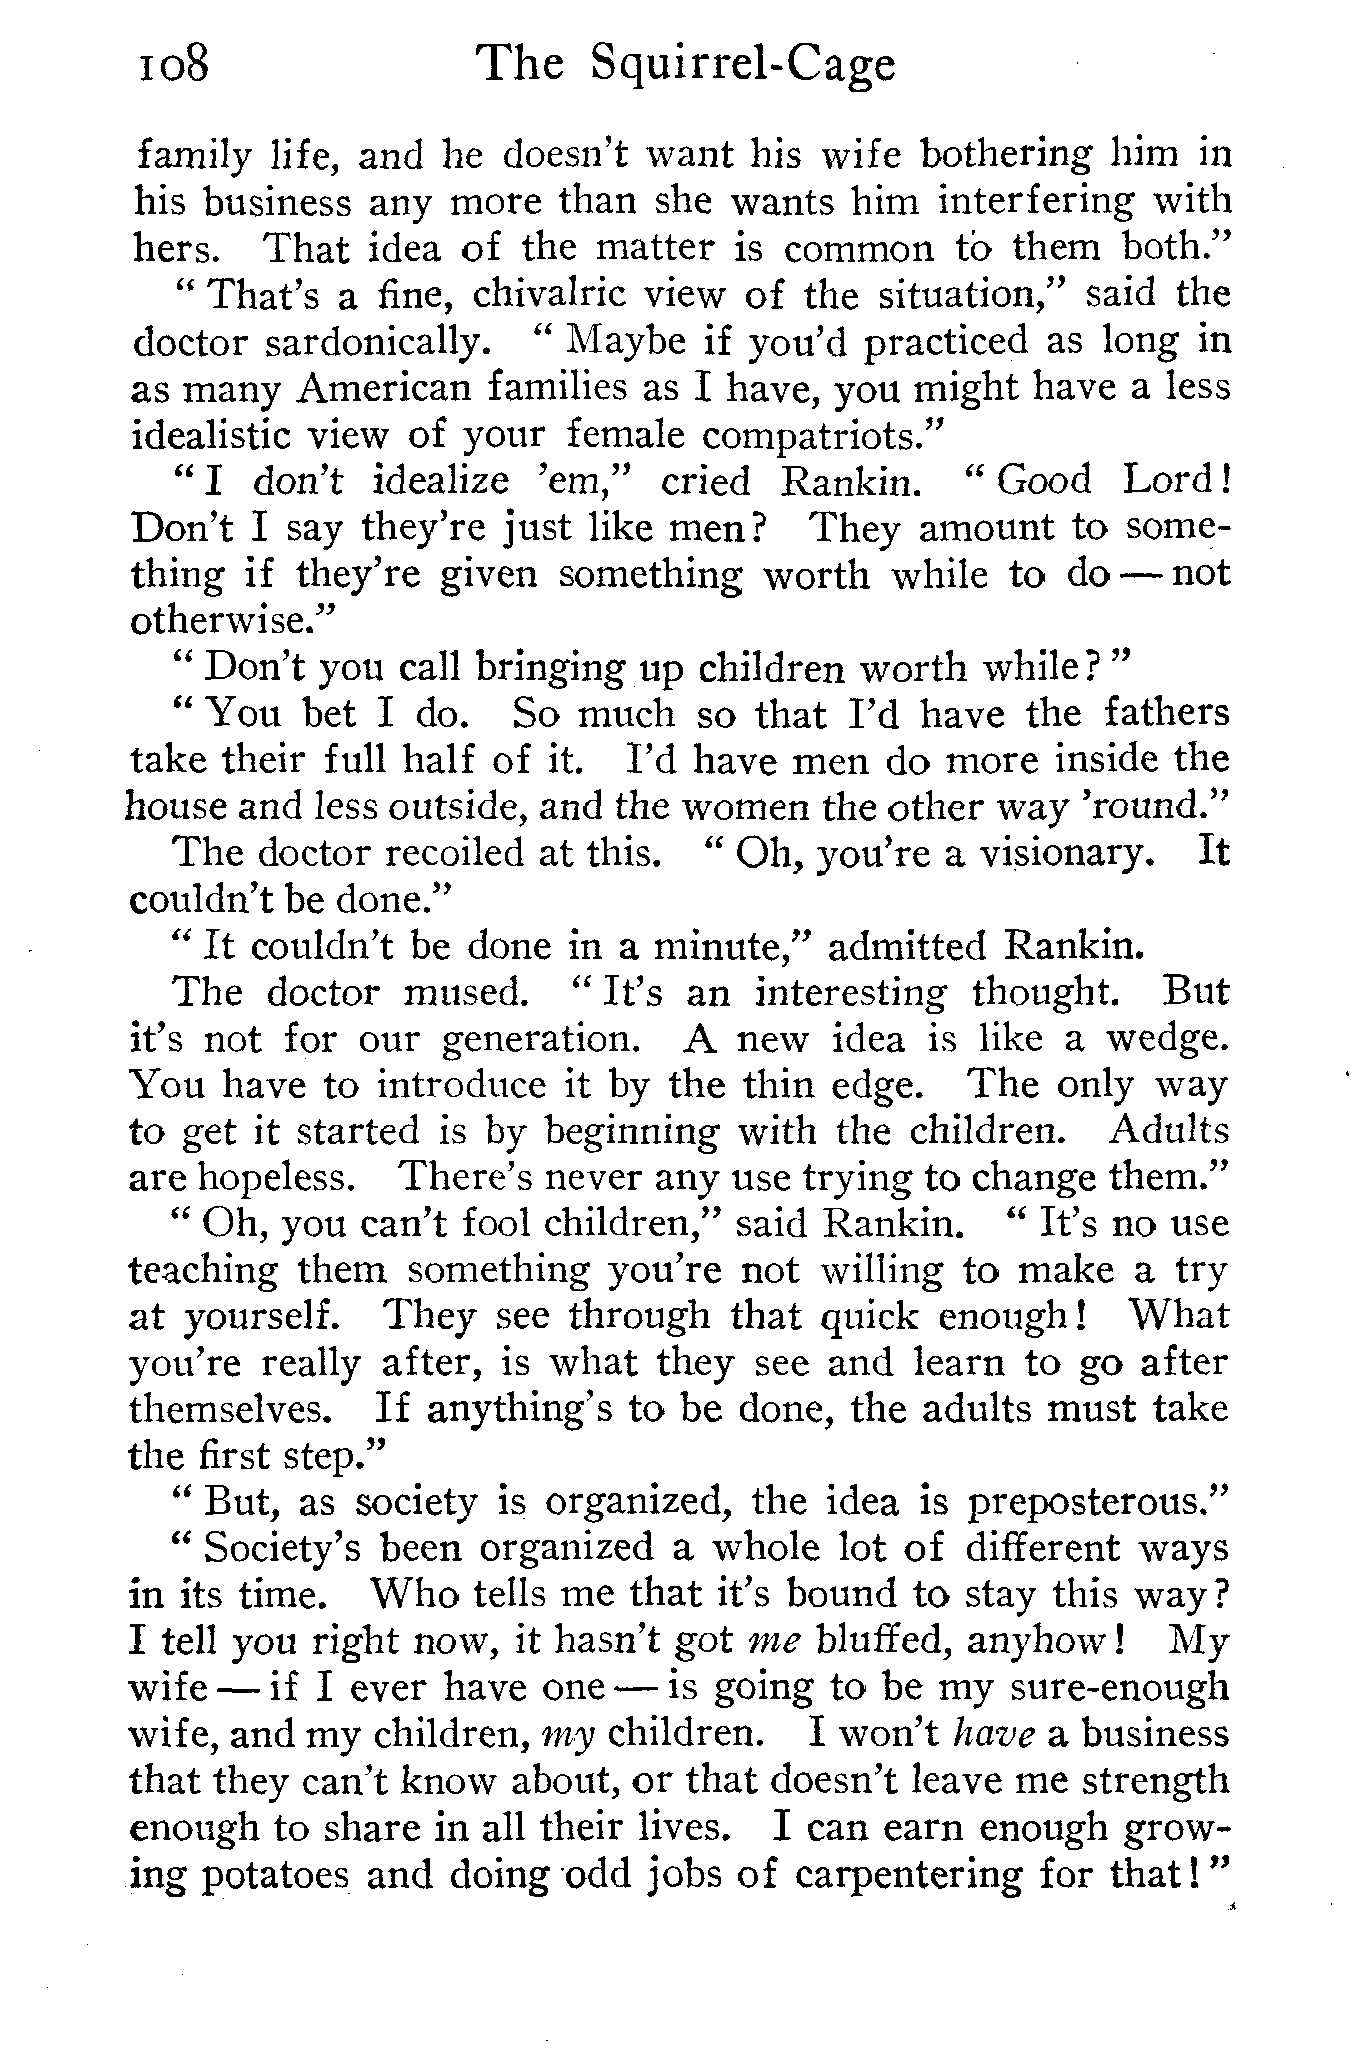 108 The Squirrel-Cage
family life, and he doesn't want his wife bothering him in
his business any more than she wants him interfering with
hers. That idea of the matter is common to them both."
" That's a fine, chivalric view of the situation," said the
doctor sardonically. " Maybe if you'd practiced as long in
as many American families as I have, you might have a less
idealistic view of your female compatriots."
" I don't idealize 'em," cried Rankin. " Good Lord!
Don't I say they're just like men? They amount to some-
thing if they're given something worth while to do — not
otherwise."
" Don't you call bringing up children worth while? "
" You bet I do. So much so that I'd have the fathers
take their full half of it. I'd have men do more inside the
house and less outside, and the women the other way 'round."
The doctor recoiled at this. " Oh, you're a visionary. It
couldn't be done."
" It couldn't be done in a minute," admitted Rankin.
The doctor mused. " It's an interesting thought. But
it's not for our generation. A new idea is like a wedge.
You have to introduce it by the thin edge. The only way
to get it started is by beginning with the children. Adults
are hopeless. There's never any use trying to change them."
" Oh, you can't fool children," said Rankin. " It's no use
teaching them something you're not willing to make a try
at yourself. They see through that quick enough! What
you're really after, is what they see and learn to go after
themselves. If anything's to be done, the adults must take
the first step."
" But, as society is organized, the idea is preposterous."
" Society's been organized a whole lot of different ways
in its time. Who tells me that it's bound to stay this way?
I tell you right now, it hasn't got me bluffed, anyhow! My
wife — if I ever have one — is going to be my sure-enough
wife, and my children, my children. I won't have a business
that they can't know about, or that doesn't leave me strength
enough to share in all their lives. I can earn enough grow-
ing potatoes and doing odd jobs of carpentering for that! "